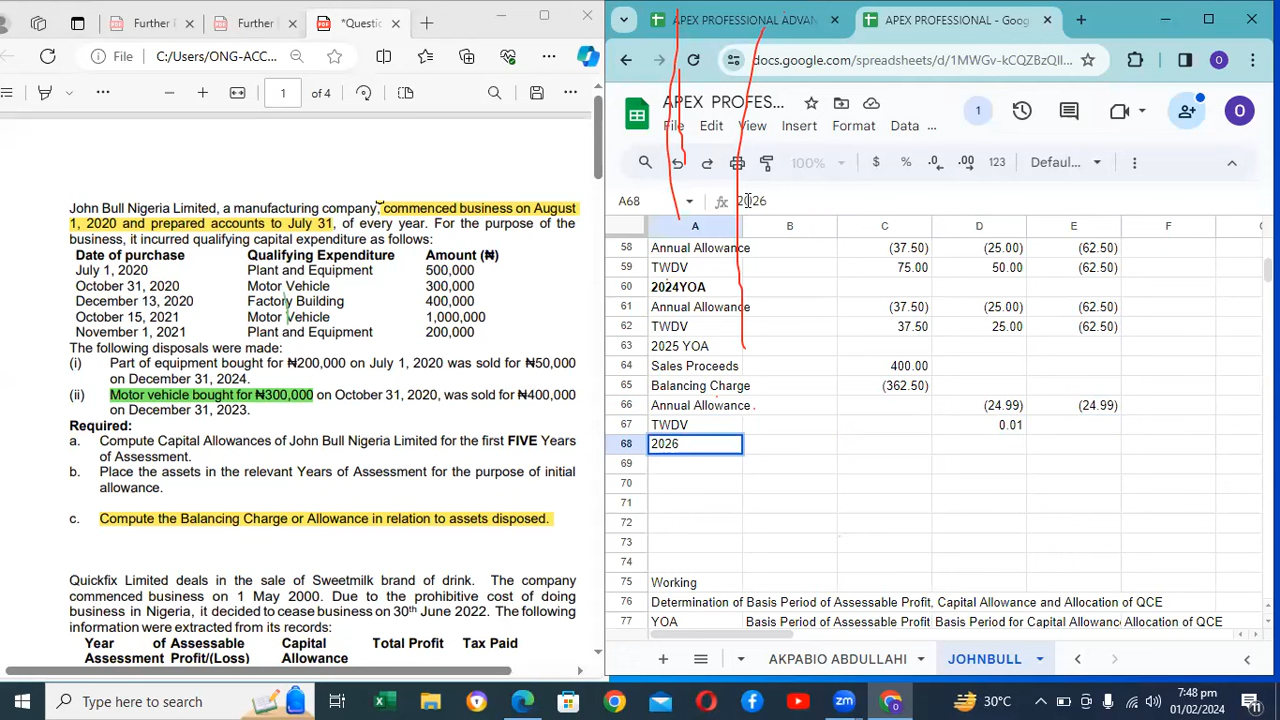 Further i
Further
*Questic
APEX PROFESSIONAL ADVAN
APEX PROFESSIONAL - Goog
File
C:/Users/ONG-ACC...
docs.google.com/spreadsheets/d/1MWGv-kCQZBzQlI...
O
1
of 4
APEX PROFES...
1
O
File Edit View Insert Format Data ...
100%
$ % .0 .00 123 Defaul...
A68
fx 2026
A B C D E F
58 Annual Allowance (37.50) (25.00) (62.50)
59 TWDV 75.00 50.00 (62.50)
60 2024YOA
61 Annual Allowance (37.50) (25.00) (62.50)
62 TWDV 37.50 25.00 (62.50)
63 2025 YOA
64 Sales Proceeds 400.00
65 Balancing Charge (362.50)
66 Annual Allowance (24.99) (24.99)
67 TWDV 0.01
68 2026
69
70
71
72
73
74
75 Working
76 Determination of Basis Period of Assessable Profit, Capital Allowance and Allocation of QCE
77 YOA Basis Period of Assessable Profit Basis Period for Capital Allowance Allocation of QCE
AKPABIO ABDULLAHI
JOHNBULL
John Bull Nigeria Limited, a manufacturing company, commenced business on August
1, 2020 and prepared accounts to July 31, of every year. For the purpose of the
business, it incurred qualifying capital expenditure as follows:
Date of purchase Qualifying Expenditure Amount (₦)
July 1, 2020 Plant and Equipment 500,000
October 31, 2020 Motor Vehicle 300,000
December 13, 2020 Factory Building 400,000
October 15, 2021 Motor Vehicle 1,000,000
November 1, 2021 Plant and Equipment 200,000
The following disposals were made:
(i) Part of equipment bought for ₦200,000 on July 1, 2020 was sold for ₦50,000
on December 31, 2024.
(ii) Motor vehicle bought for ₦300,000 on October 31, 2020, was sold for ₦400,000
on December 31, 2023.
Required:
a. Compute Capital Allowances of John Bull Nigeria Limited for the first FIVE Years
of Assessment.
b. Place the assets in the relevant Years of Assessment for the purpose of initial
allowance.
c. Compute the Balancing Charge or Allowance in relation to assets disposed.
Quickfix Limited deals in the sale of Sweetmilk brand of drink. The company
commenced business on 1 May 2000. Due to the prohibitive cost of doing
business in Nigeria, it decided to cease business on 30th June 2022. The following
information were extracted from its records:
Year of Assessable Capital Total Profit Tax Paid
Assessment Profit/(Loss) Allowance
Type here to search
30°C
7:48 pm
01/02/2024